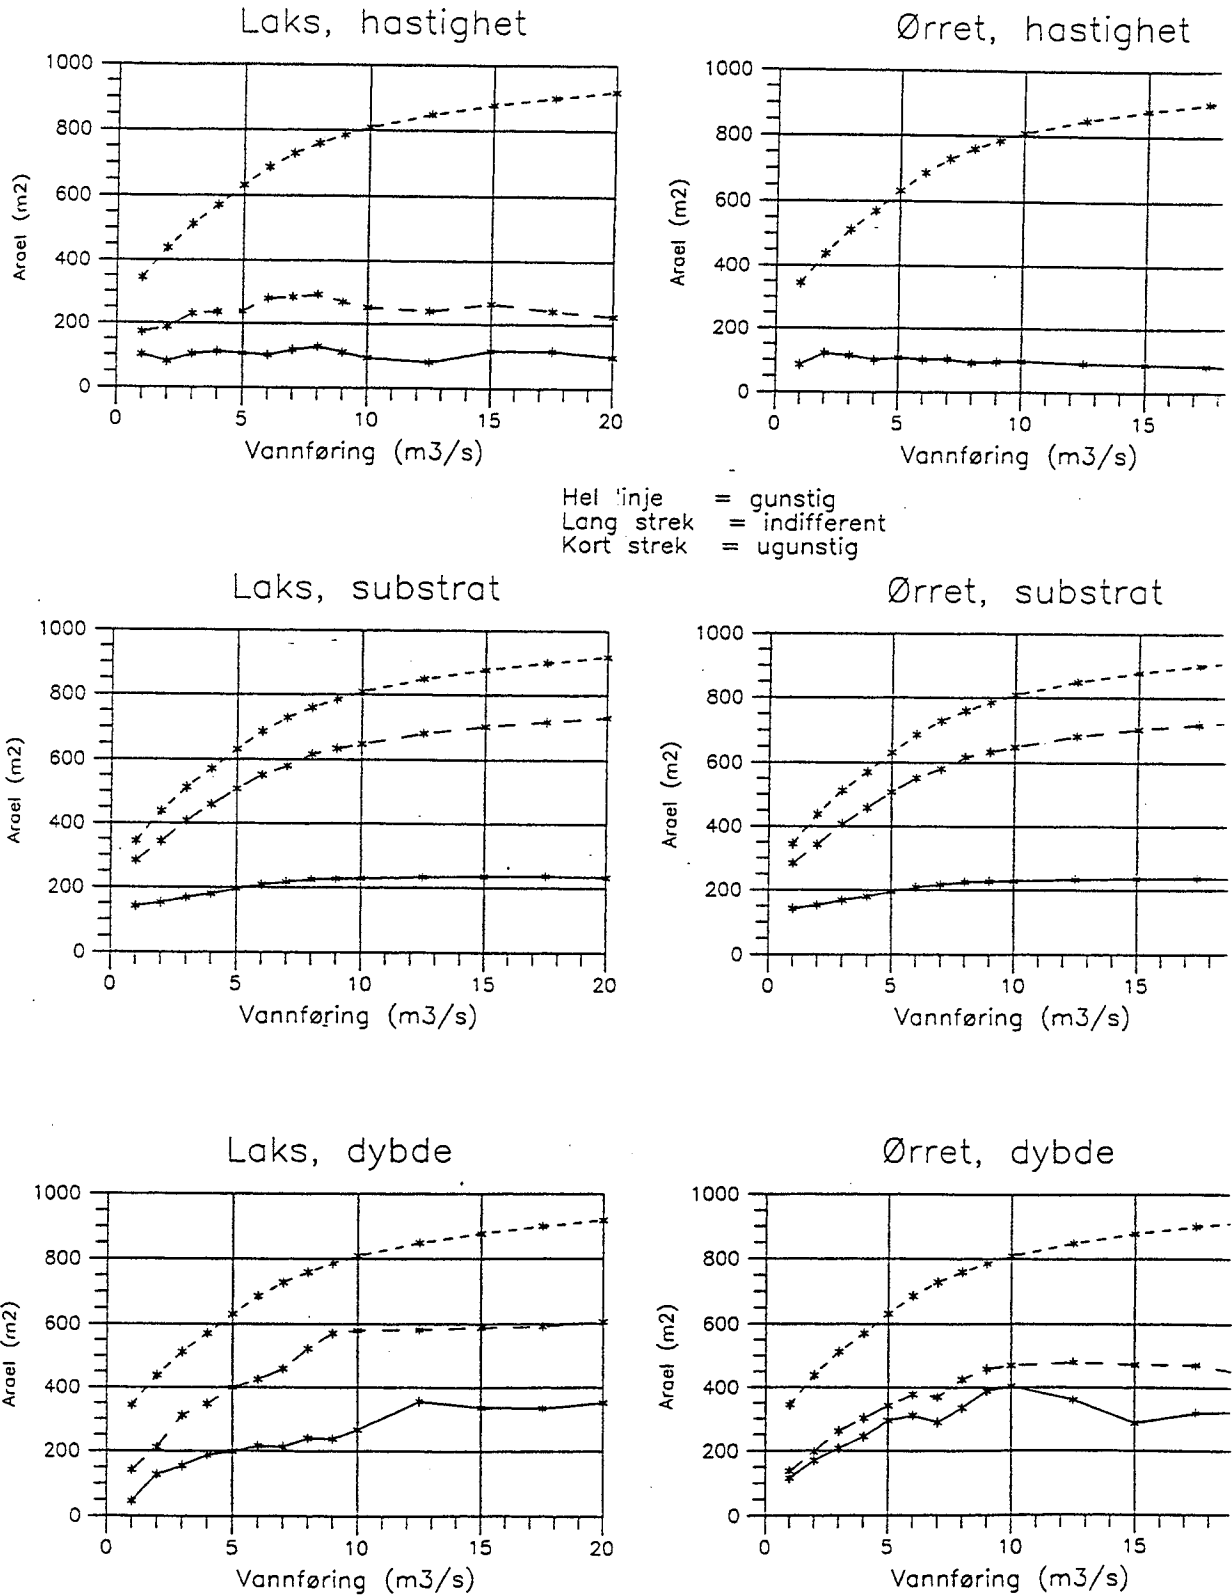 Laks, hastighet
Ørret, hastighet
1000
800
600
400
200
0
Arael (m2)
0 5 10 15 20
Vannføring (m3/s)
1000
800
600
400
200
0
Arael (m2)
0 5 10 15
Vannføring (m3/s)
Hel 'inje = gunstig
Lang strek = indifferent
Kort strek = ugunstig
Laks, substrat
Ørret, substrat
1000
800
600
400
200
0
Arael (m2)
0 5 10 15 20
Vannføring (m3/s)
1000
800
600
400
200
0
Arael (m2)
0 5 10 15
Vannføring (m3/s)
Laks, dybde
Ørret, dybde
1000
800
600
400
200
0
Arael (m2)
0 5 10 15 20
Vannføring (m3/s)
1000
800
600
400
200
0
Arael (m2)
0 5 10 15
Vannføring (m3/s)